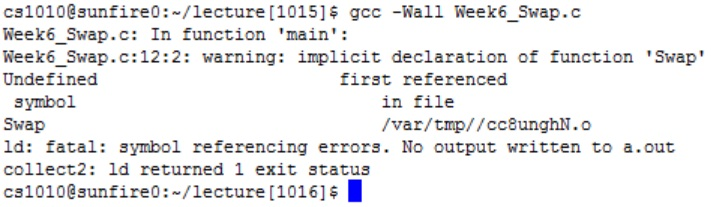 cs1010@sunfire0:~/lecture[1015]$ gcc -Wall Week6_Swap.c
Week6_Swap.c: In function 'main':
Week6_Swap.c:12:2: warning: implicit declaration of function 'Swap'
Undefined                       first referenced
 symbol                             in file
Swap                                /var/tmp//cc8unghN.o
ld: fatal: symbol referencing errors. No output written to a.out
collect2: ld returned 1 exit status
cs1010@sunfire0:~/lecture[1016]$